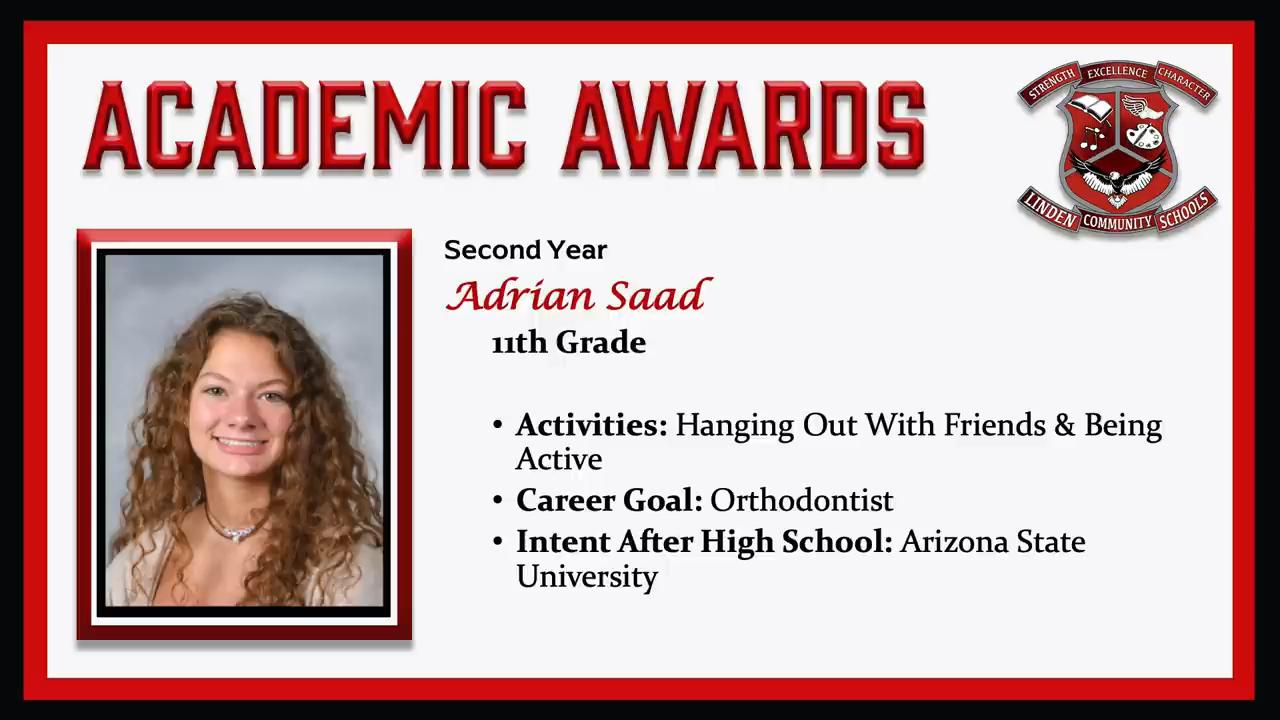 ACADEMIC AWARDS
STRENGTH EXCELLENCE CHARACTER
LINDEN COMMUNITY SCHOOLS
Second Year
Adrian Saad
11th Grade
• Activities: Hanging Out With Friends & Being
Active
• Career Goal: Orthodontist
• Intent After High School: Arizona State
University